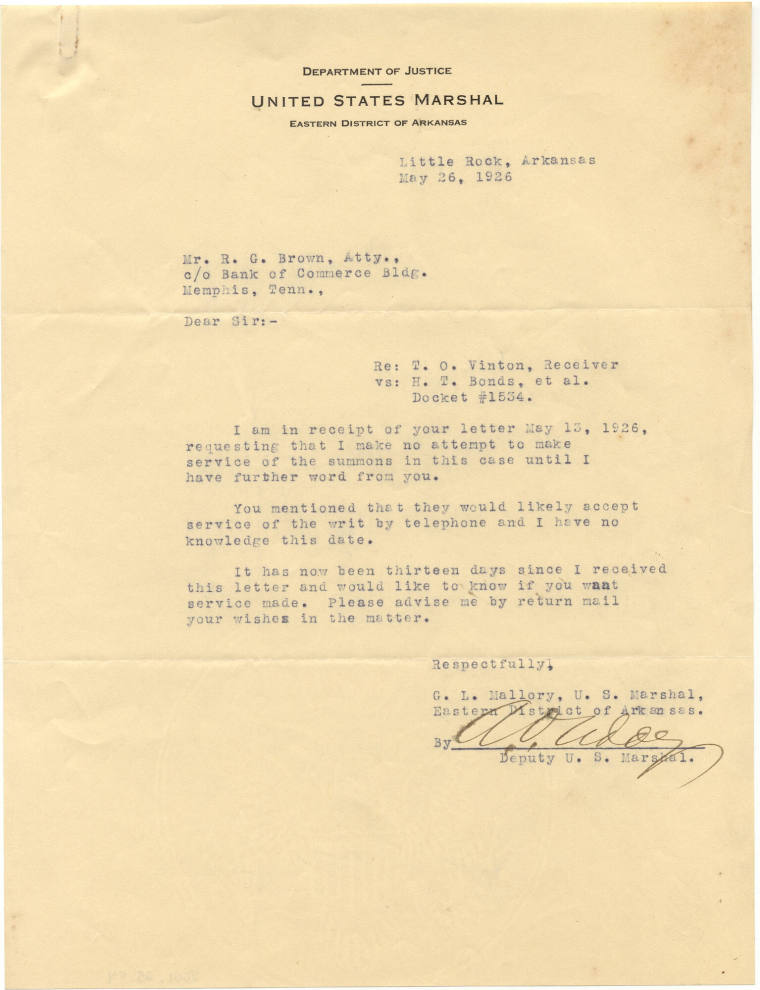 DEPARTMENT OF JUSTICE
UNITED STATES MARSHAL
EASTERN DISTRICT OF ARKANSAS
Little Rock, Arkansas
May 26, 1926
Mr. R. G. Brown, Atty.,
c/o Bank of Commerce Bldg.
Memphis, Tenn.,
Dear Sir:-
Re: T. O. Vinton, Receiver
vs: H. T. Bonds, et al.
Docket #1534.
I am in receipt of your letter May 13, 1926,
requesting that I make no attempt to make
service of the summons in this case until I
have further word from you.
You mentioned that they would likely accept
service of the writ by telephone and I have no
knowledge this date.
It has now been thirteen days since I received
this letter and would like to know if you want
service made. Please advise me by return mail
your wishes in the matter.
Respectfully,
G. L. Mallory, U. S. Marshal,
Eastern District of Arkansas.
By
Deputy U. S. Marshal.